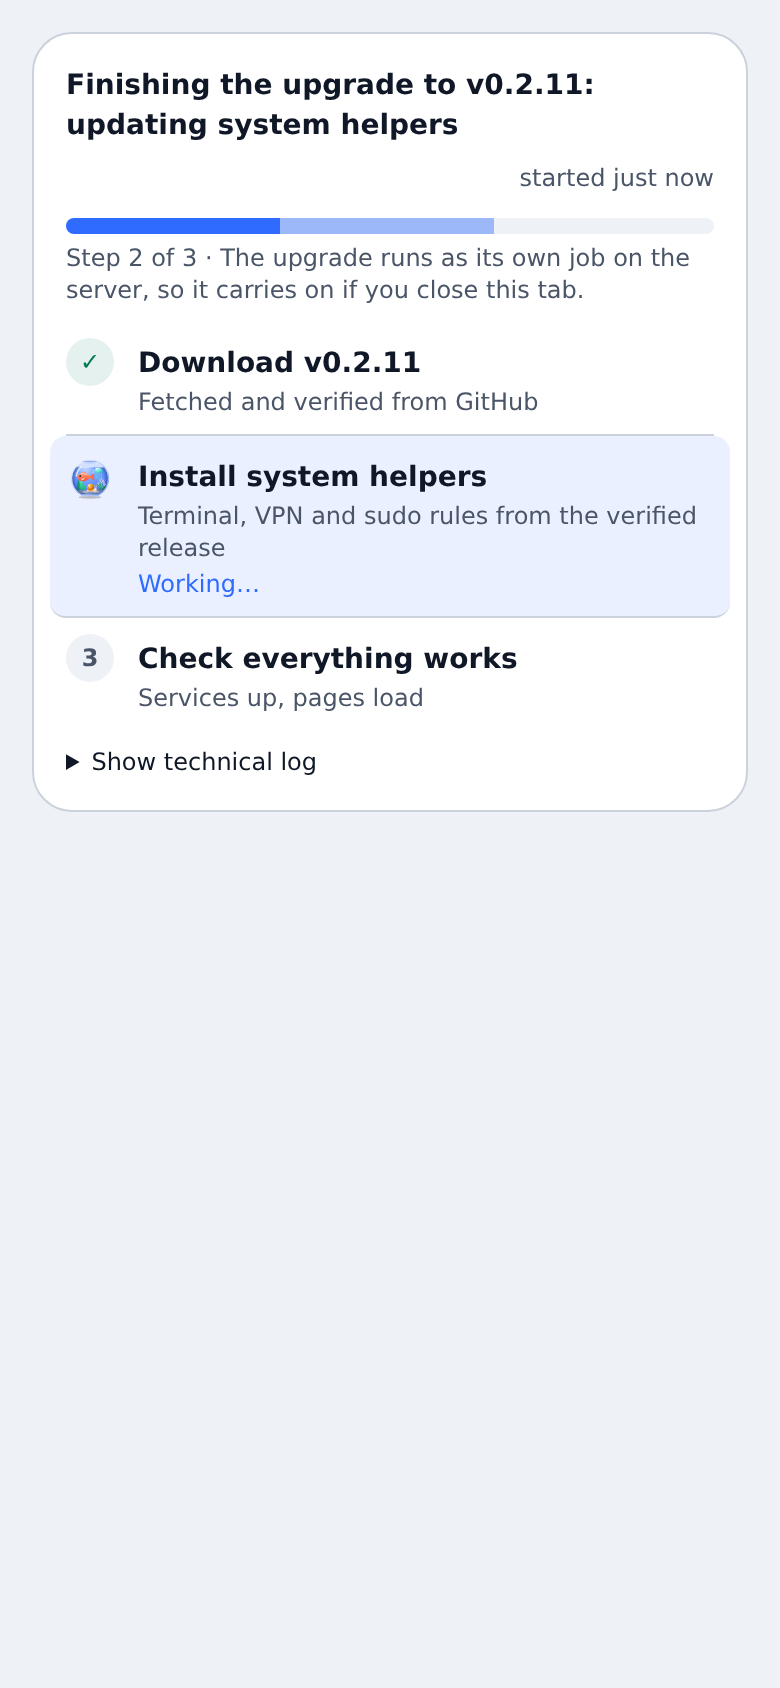 Finishing the upgrade to v0.2.11:
updating system helpers
started just now
Step 2 of 3 · The upgrade runs as its own job on the
server, so it carries on if you close this tab.
✓
Download v0.2.11
Fetched and verified from GitHub
Install system helpers
Terminal, VPN and sudo rules from the verified
release
Working…
3
Check everything works
Services up, pages load
▶ Show technical log